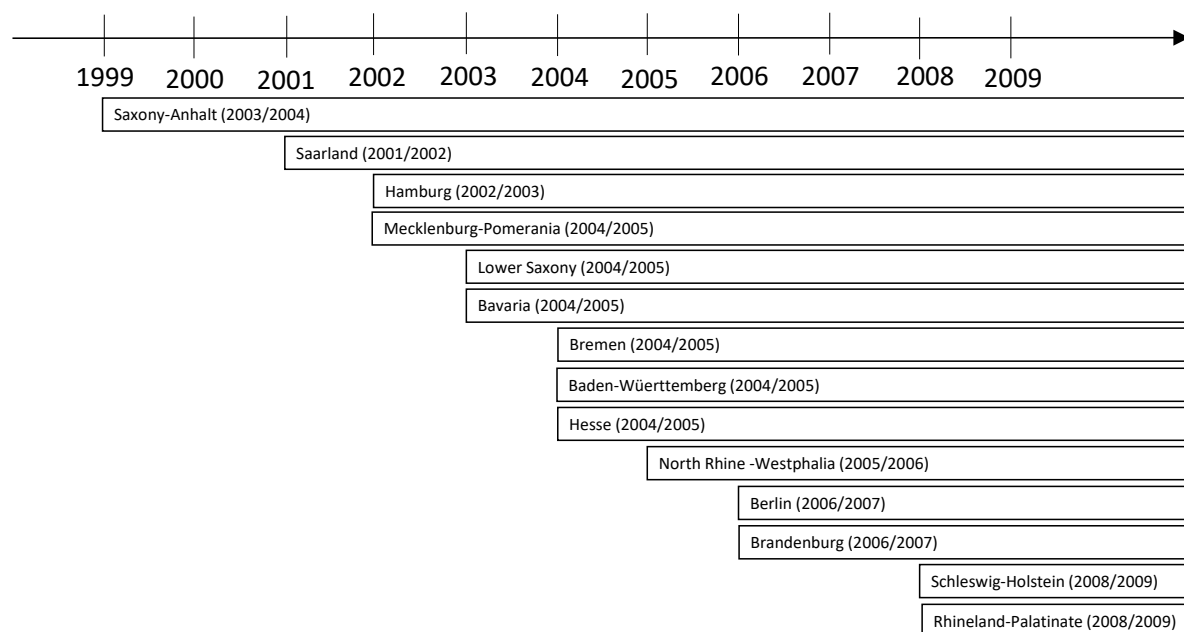 1999 2000 2001 2002 2003 2004 2005 2006 2007 2008 2009
Saxony-Anhalt (2003/2004)
Saarland (2001/2002)
Hamburg (2002/2003)
Mecklenburg-Pomerania (2004/2005)
Lower Saxony (2004/2005)
Bavaria (2004/2005)
Bremen (2004/2005)
Baden-Wüerttemberg (2004/2005)
Hesse (2004/2005)
North Rhine -Westphalia (2005/2006)
Berlin (2006/2007)
Brandenburg (2006/2007)
Schleswig-Holstein (2008/2009)
Rhineland-Palatinate (2008/2009)